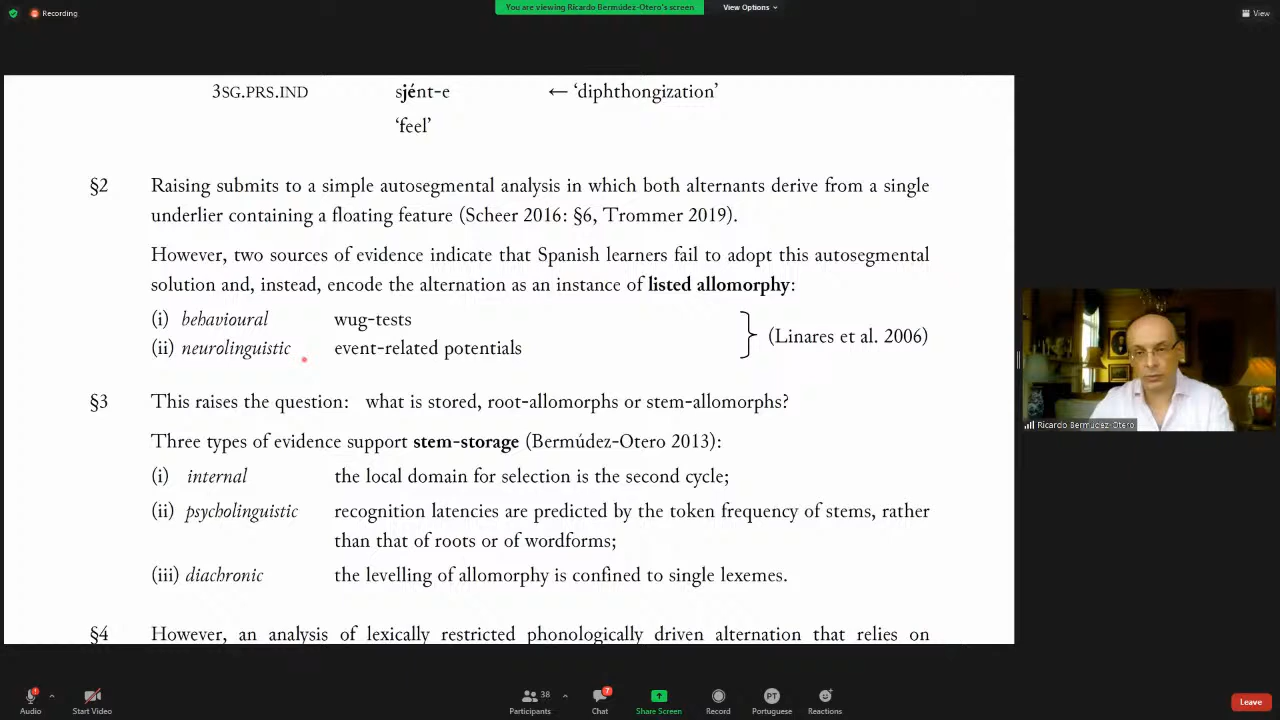 Recording
You are viewing Ricardo Bermúdez-Otero's screen
View Options
View
3SG.PRS.IND sjént-e ← ‘diphthongization’
‘feel’
§2 Raising submits to a simple autosegmental analysis in which both alternants derive from a single
underlier containing a floating feature (Scheer 2016: §6, Trommer 2019).
However, two sources of evidence indicate that Spanish learners fail to adopt this autosegmental
solution and, instead, encode the alternation as an instance of listed allomorphy:
(i) behavioural wug-tests
(ii) neurolinguistic event-related potentials
(Linares et al. 2006)
§3 This raises the question: what is stored, root-allomorphs or stem-allomorphs?
Three types of evidence support stem-storage (Bermúdez-Otero 2013):
(i) internal the local domain for selection is the second cycle;
(ii) psycholinguistic recognition latencies are predicted by the token frequency of stems, rather
than that of roots or of wordforms;
(iii) diachronic the levelling of allomorphy is confined to single lexemes.
§4 However, an analysis of lexically restricted phonologically driven alternation that relies on
Ricardo Bermúdez-Otero
Audio
Start Video
38
Participants
7
Chat
Share Screen
Record
PT
Portuguese
Reactions
Leave